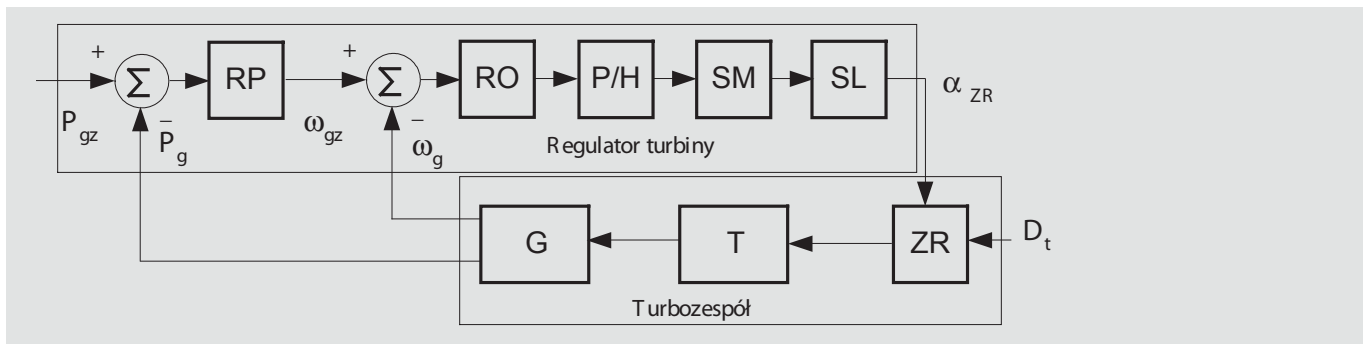 +
Σ
RP
+
Σ
RO
P/H
SM
SL
α ZR
P gz
−
P g
ω gz
−
ω g
Regulator turbiny
G
T
ZR
D t
Turbozespół